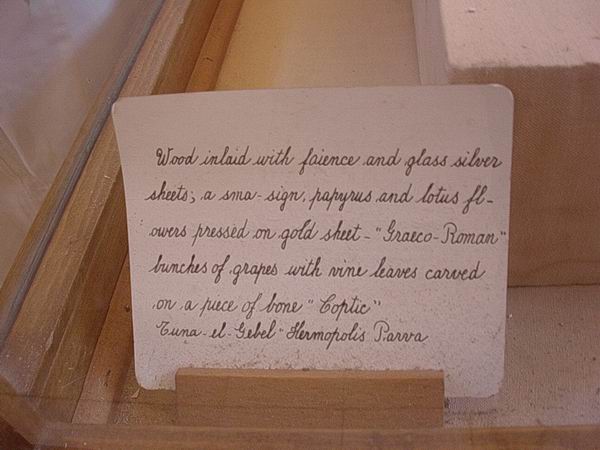 Wood inlaid with faience and glass silver
sheets; a sma-sign, papyrus and lotus fl-
owers pressed on gold sheet - "Graeco-Roman"
bunches of grapes with vine leaves carved
on a piece of bone "Coptic"
Tuna-el-Gebel "Hermopolis Parva